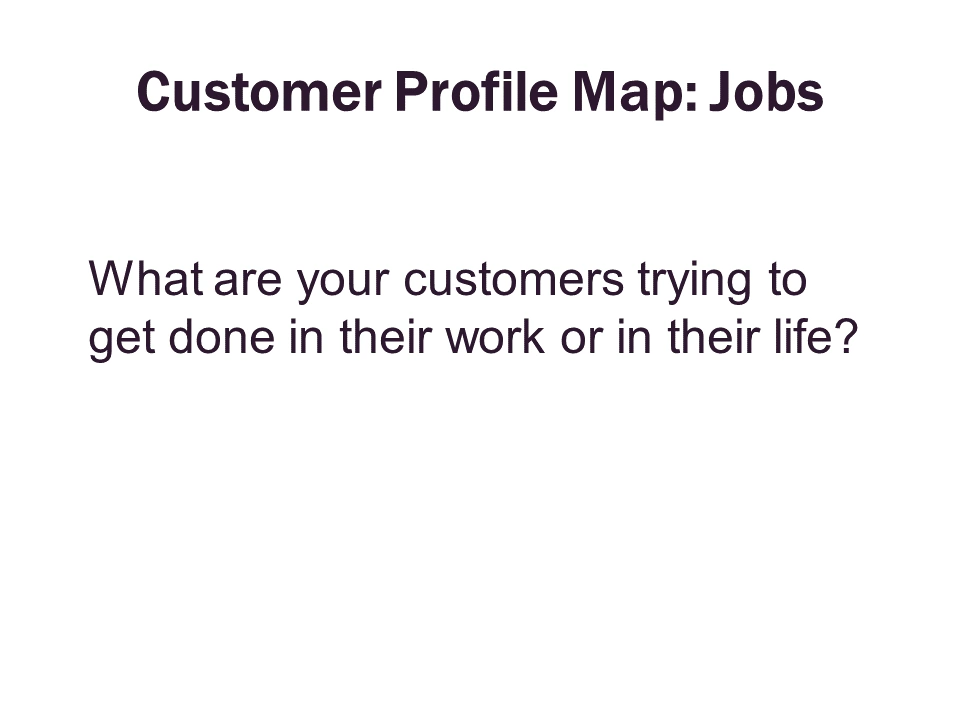 Customer Profile Map: Jobs
What are your customers trying to
get done in their work or in their life?